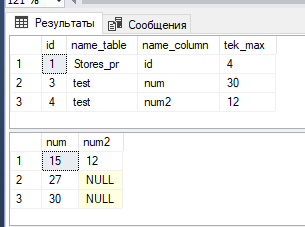 121 %
Результаты Сообщения
id name_table name_column tek_max
1 1 Stores_pr id 4
2 3 test num 30
3 4 test num2 12
num num2
1 15 12
2 27 NULL
3 30 NULL